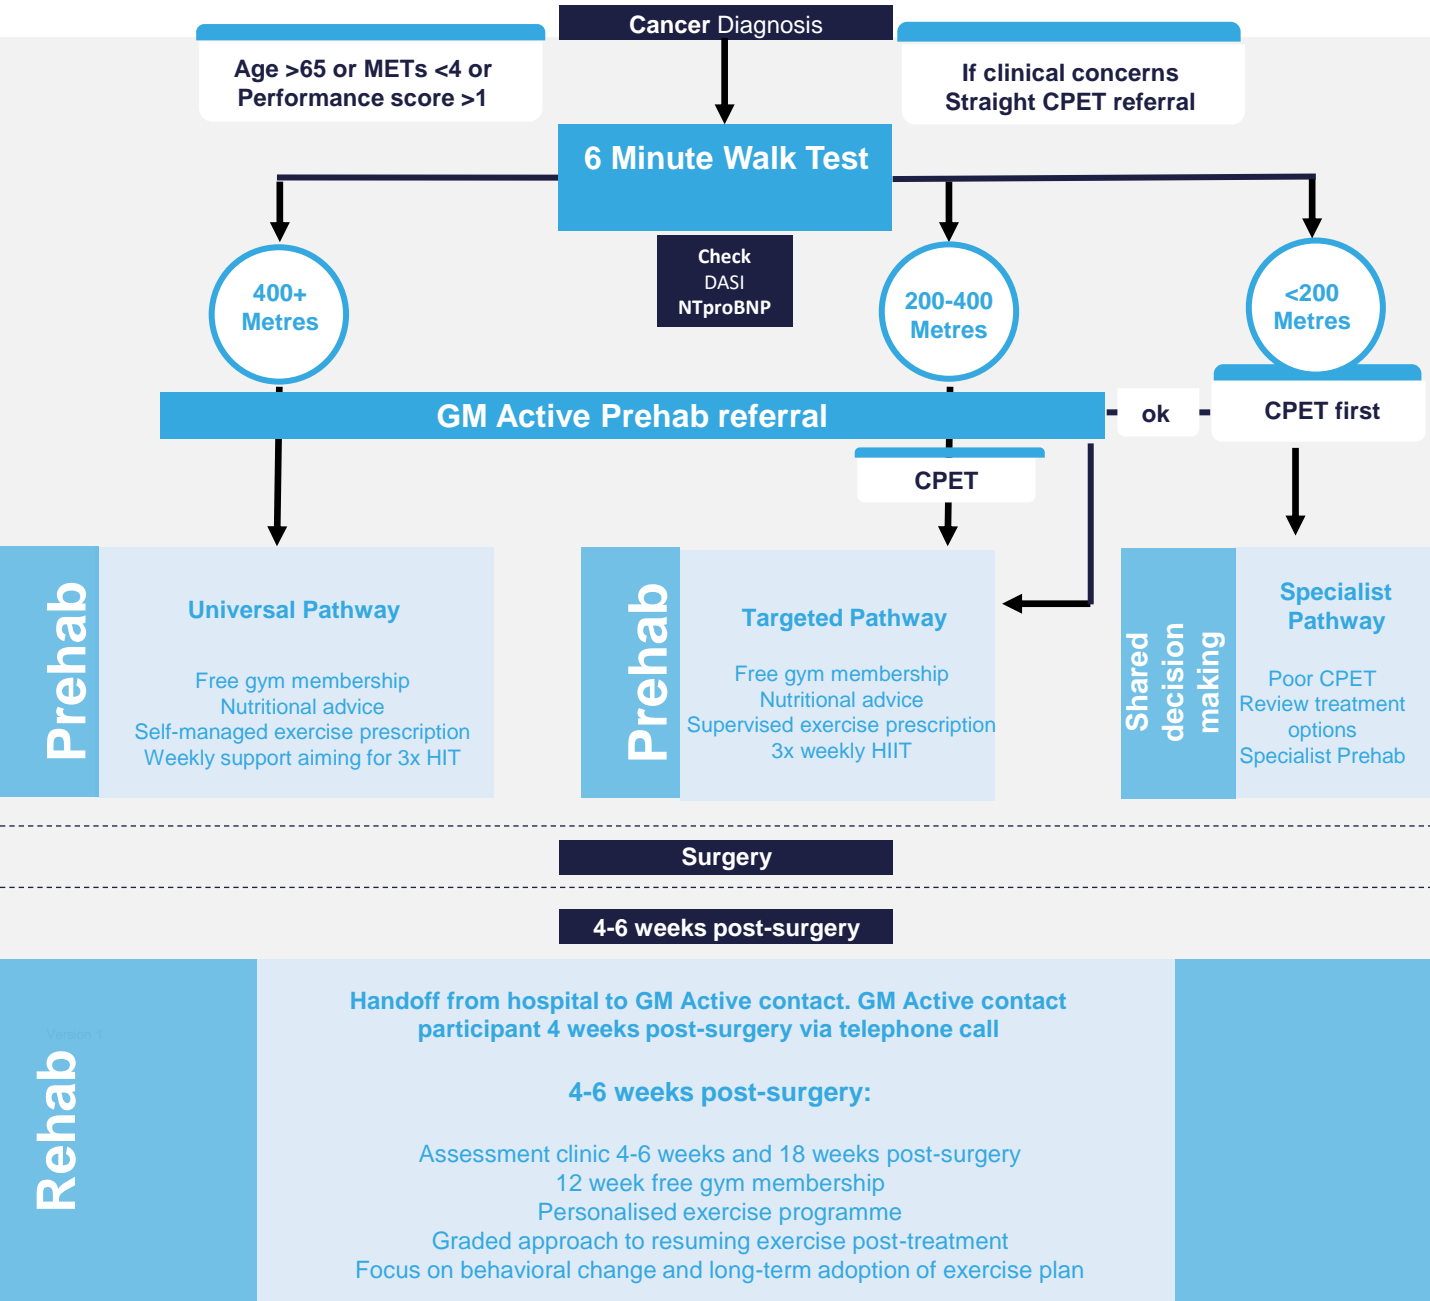 Cancer Diagnosis
Age >65 or METs <4 or
Performance score >1
If clinical concerns
Straight CPET referral
6 Minute Walk Test
Check
DASI
NTproBNP
400+
Metres
200-400
Metres
<200
Metres
GM Active Prehab referral
ok
CPET first
CPET
Prehab
Universal Pathway
Free gym membership
Nutritional advice
Self-managed exercise prescription
Weekly support aiming for 3x HIT
Prehab
Targeted Pathway
Free gym membership
Nutritional advice
Supervised exercise prescription
3x weekly HIIT
Shared
decision
making
Specialist
Pathway
Poor CPET
Review treatment
options
Specialist Prehab
Surgery
4-6 weeks post-surgery
Version 1
Rehab
Handoff from hospital to GM Active contact. GM Active contact
participant 4 weeks post-surgery via telephone call
4-6 weeks post-surgery:
Assessment clinic 4-6 weeks and 18 weeks post-surgery
12 week free gym membership
Personalised exercise programme
Graded approach to resuming exercise post-treatment
Focus on behavioral change and long-term adoption of exercise plan